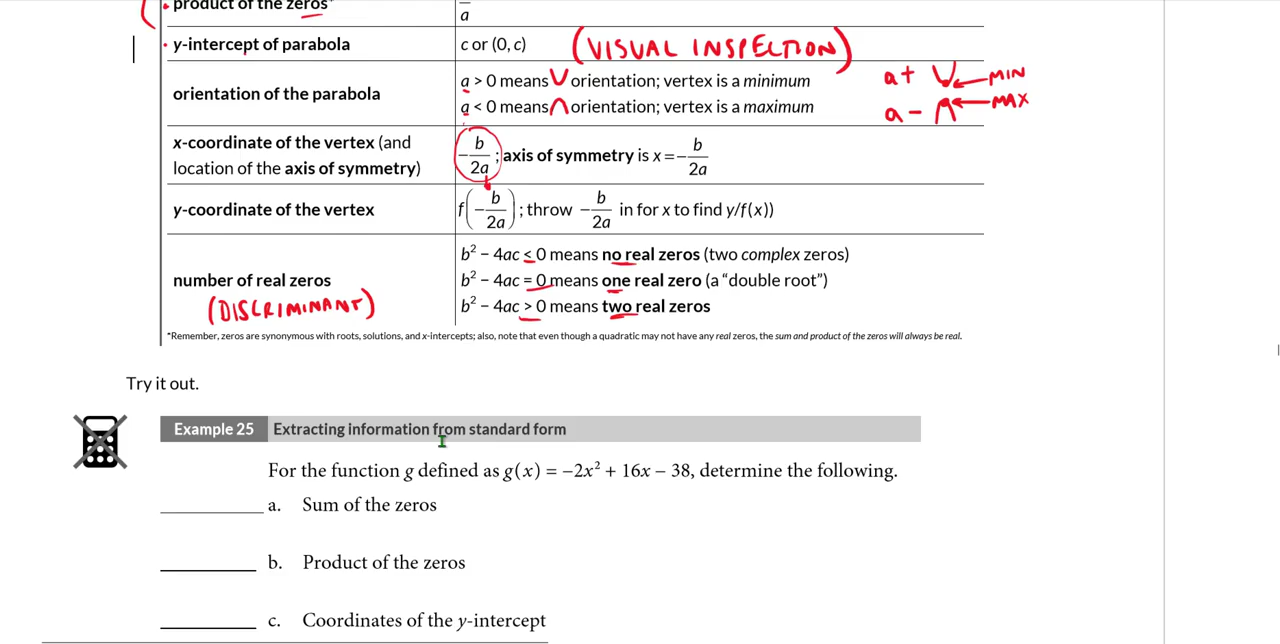 • product of the zeros*
a
• y-intercept of parabola c or (0, c) (VISUAL INSPECTION)
orientation of the parabola
a > 0 means ∨ orientation; vertex is a minimum a + ∨ ← MIN
a < 0 means ∧ orientation; vertex is a maximum a − ∧ ← MAX
x-coordinate of the vertex (and
location of the axis of symmetry)
−b/2a ; axis of symmetry is x = −b/2a
y-coordinate of the vertex
f(−b/2a) ; throw −b/2a in for x to find y/f(x))
number of real zeros
(DISCRIMINANT)
b² − 4ac < 0 means no real zeros (two complex zeros)
b² − 4ac = 0 means one real zero (a “double root”)
b² − 4ac > 0 means two real zeros
*Remember, zeros are synonymous with roots, solutions, and x-intercepts; also, note that even though a quadratic may not have any real zeros, the sum and product of the zeros will always be real.
Try it out.
Example 25 Extracting information from standard form
For the function g defined as g(x) = −2x² + 16x − 38, determine the following.
a. Sum of the zeros
b. Product of the zeros
c. Coordinates of the y-intercept